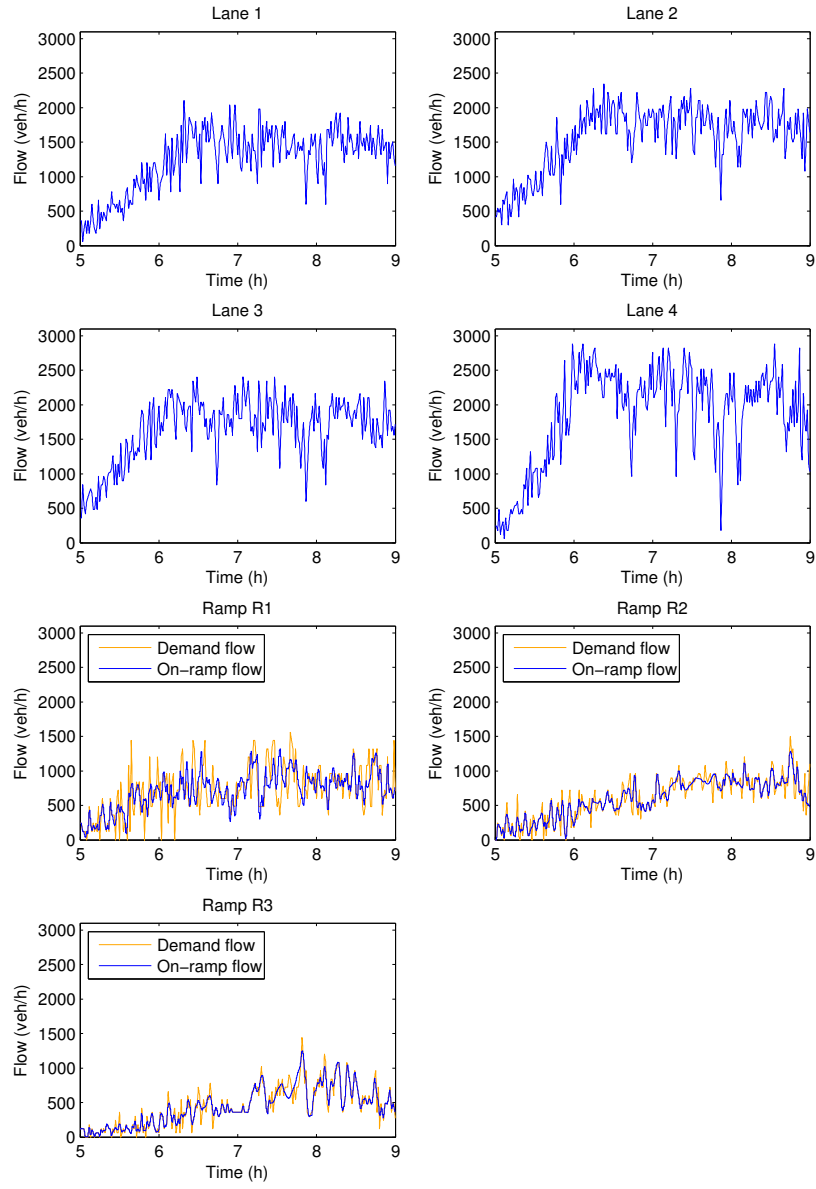 Lane 1
3000
2500
2000
1500
1000
500
0
Flow (veh/h)
5 6 7 8 9
Time (h)
Lane 2
3000
2500
2000
1500
1000
500
0
Flow (veh/h)
5 6 7 8 9
Time (h)
Lane 3
3000
2500
2000
1500
1000
500
0
Flow (veh/h)
5 6 7 8 9
Time (h)
Lane 4
3000
2500
2000
1500
1000
500
0
Flow (veh/h)
5 6 7 8 9
Time (h)
Ramp R1
Demand flow
On−ramp flow
3000
2500
2000
1500
1000
500
0
Flow (veh/h)
5 6 7 8 9
Time (h)
Ramp R2
Demand flow
On−ramp flow
3000
2500
2000
1500
1000
500
0
Flow (veh/h)
5 6 7 8 9
Time (h)
Ramp R3
Demand flow
On−ramp flow
3000
2500
2000
1500
1000
500
0
Flow (veh/h)
5 6 7 8 9
Time (h)